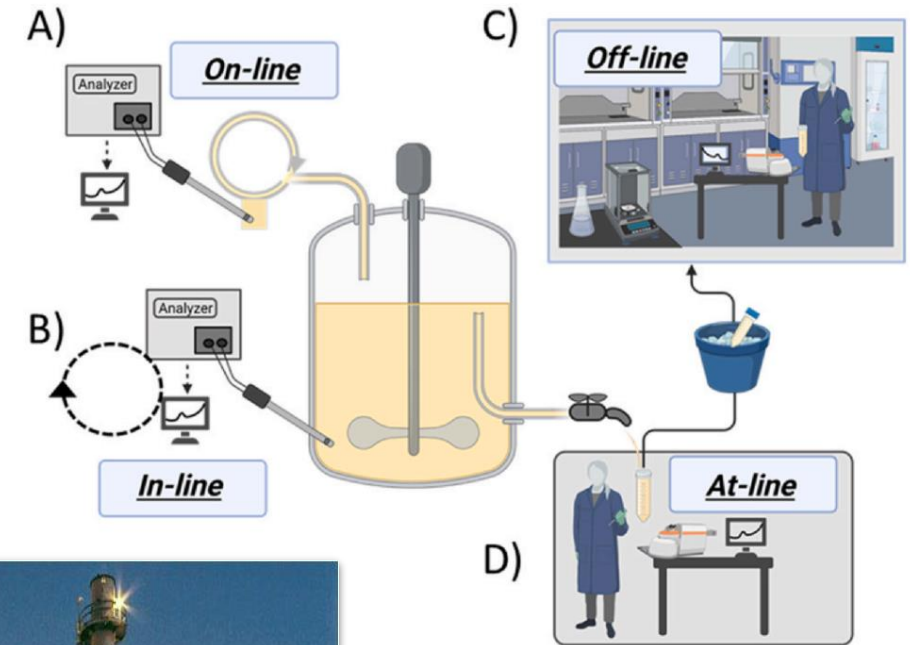 A)
On-line
Analyzer
B)
Analyzer
In-line
C)
Off-line
At-line
D)